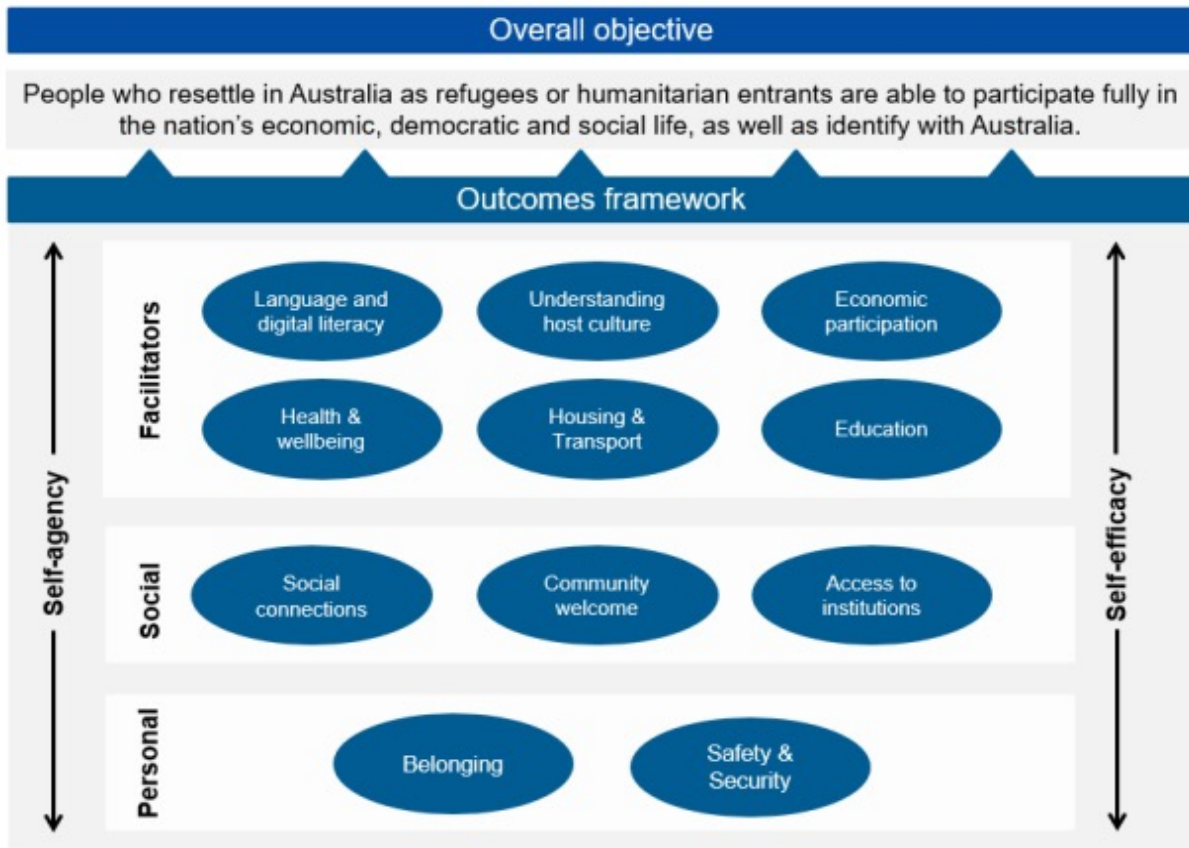 Overall objective
People who resettle in Australia as refugees or humanitarian entrants are able to participate fully in
the nation's economic, democratic and social life, as well as identify with Australia.
Outcomes framework
Self-agency
Facilitators
Language and
digital literacy
Understanding
host culture
Economic
participation
Health &
wellbeing
Housing &
Transport
Education
Social
Social
connections
Community
welcome
Access to
institutions
Personal
Belonging
Safety &
Security
Self-efficacy